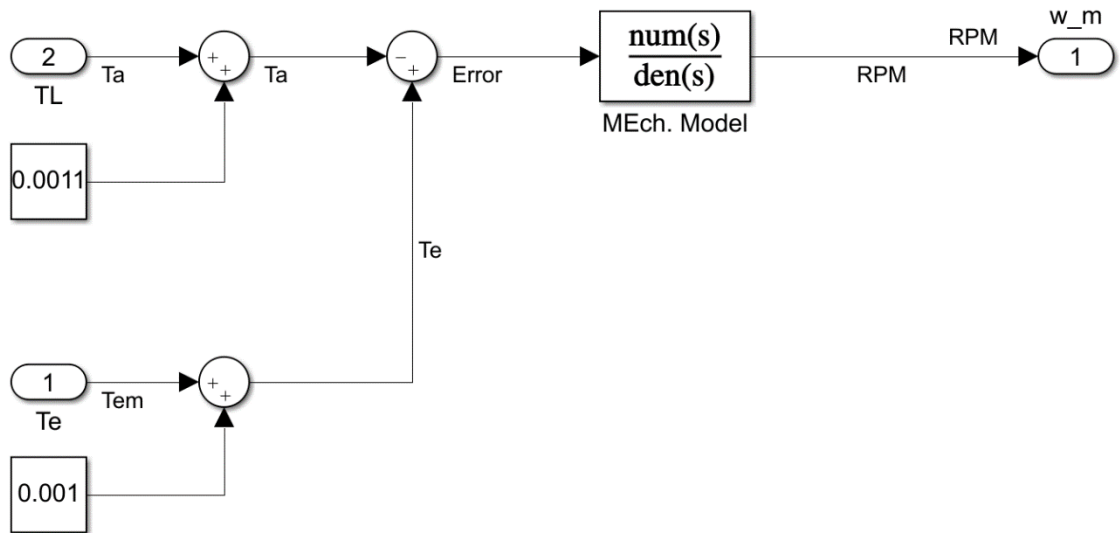 w_m
2
Ta
TL
+
+
Ta
-
+
Error
num(s)
den(s)
MEch. Model
RPM
RPM
1
0.0011
Te
1
Tem
Te
+
+
0.001